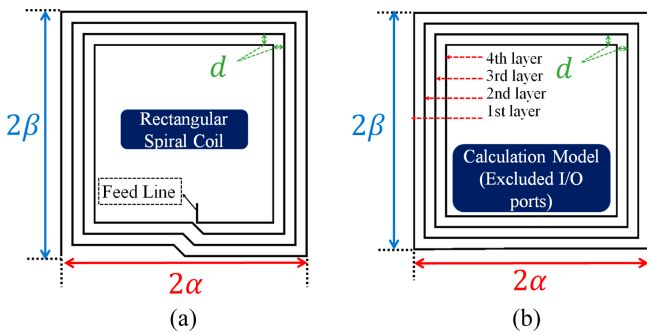 2β
d
Rectangular
Spiral Coil
Feed Line
2α
(a)
2β
d
4th layer
3rd layer
2nd layer
1st layer
Calculation Model
(Excluded I/O
ports)
2α
(b)